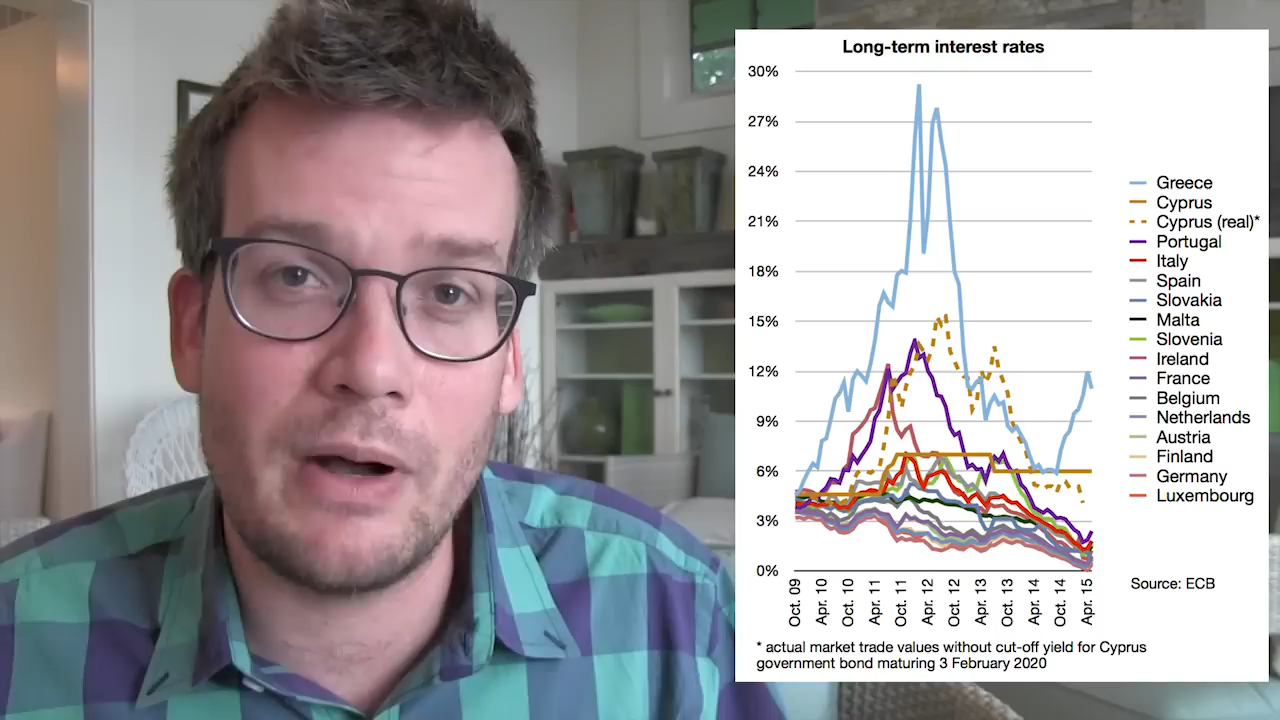 Long-term interest rates
30%
27%
24%
21%
18%
15%
12%
9%
6%
3%
0%
Oct. 09
Apr. 10
Oct. 10
Apr. 11
Oct. 11
Apr. 12
Oct. 12
Apr. 13
Oct. 13
Apr. 14
Oct. 14
Apr. 15
Greece
Cyprus
Cyprus (real)*
Portugal
Italy
Spain
Slovakia
Malta
Slovenia
Ireland
France
Belgium
Netherlands
Austria
Finland
Germany
Luxembourg
Source: ECB
* actual market trade values without cut-off yield for Cyprus
government bond maturing 3 February 2020